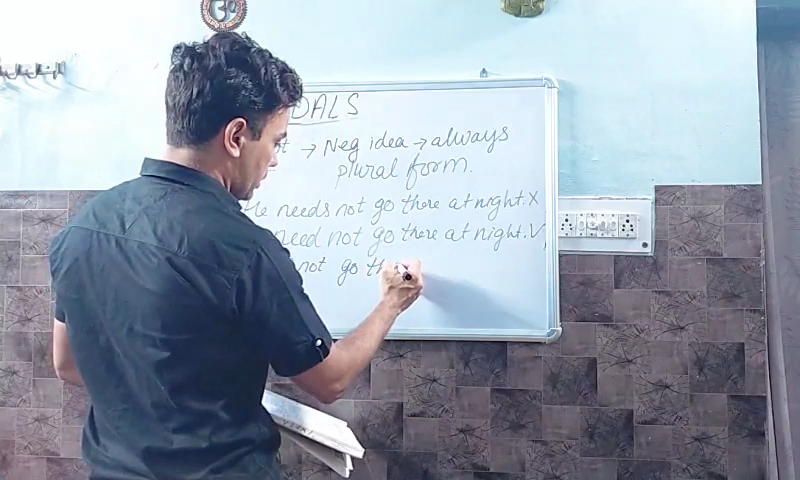 DALS
→ Neg idea → always
plural form.
He needs not go there at night. X
need not go there at night. √
not go the